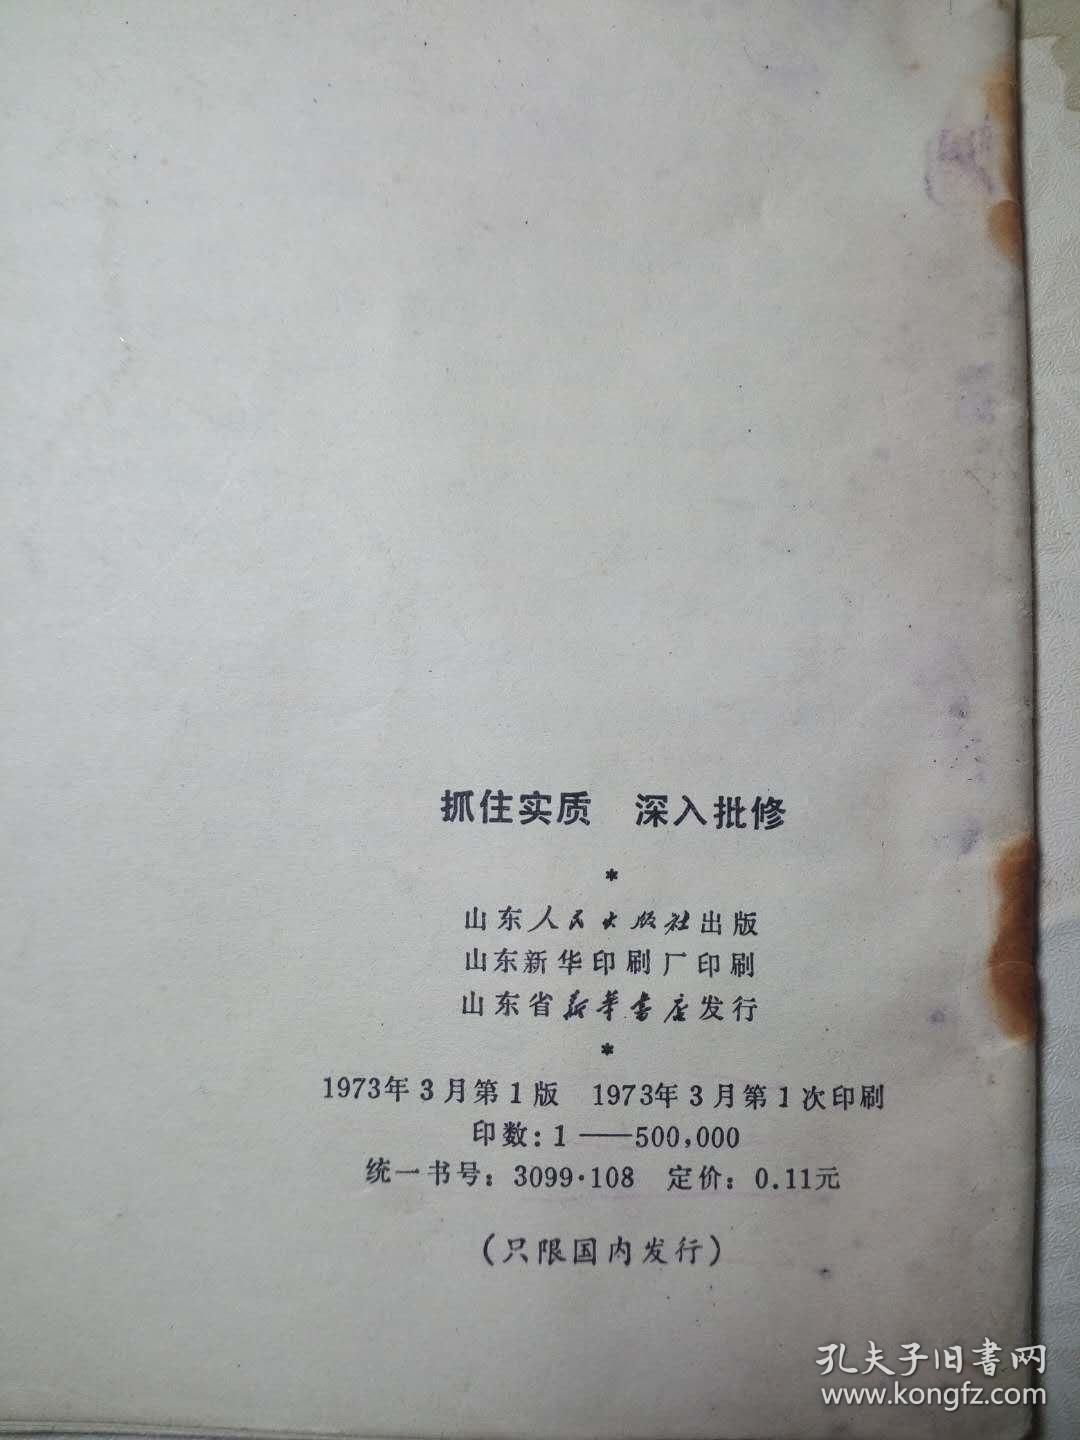 抓住实质　深入批修
*
山东人民出版社出版
山东新华印刷厂印刷
山东省新华书店发行
*
1973年3月第1版　1973年3月第1次印刷
印数：1——500,000
统一书号：3099·108　定价：0.11元
（只限国内发行）
孔夫子旧書网
www.kongfz.com